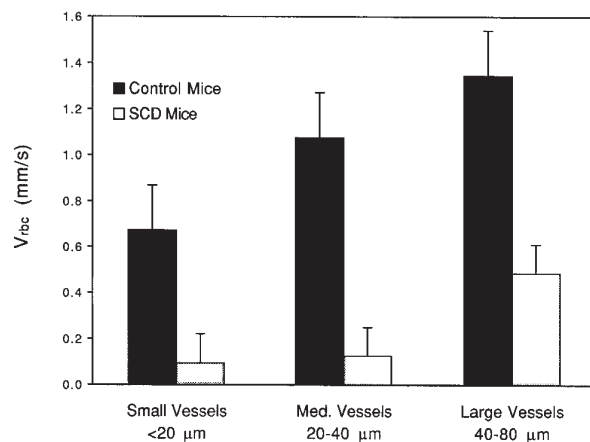 1.6
1.4
1.2
1.0
0.8
0.6
0.4
0.2
0.0
Vrbc (mm/s)
Control Mice
SCD Mice
Small Vessels
<20 µm
Med. Vessels
20-40 µm
Large Vessels
40-80 µm